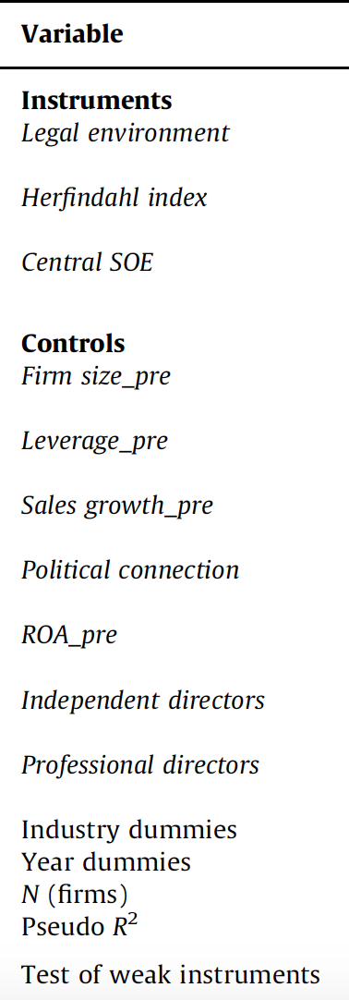 Variable
Instruments
Legal environment
Herfindahl index
Central SOE
Controls
Firm size_pre
Leverage_pre
Sales growth_pre
Political connection
ROA_pre
Independent directors
Professional directors
Industry dummies
Year dummies
N (firms)
Pseudo R²
Test of weak instruments